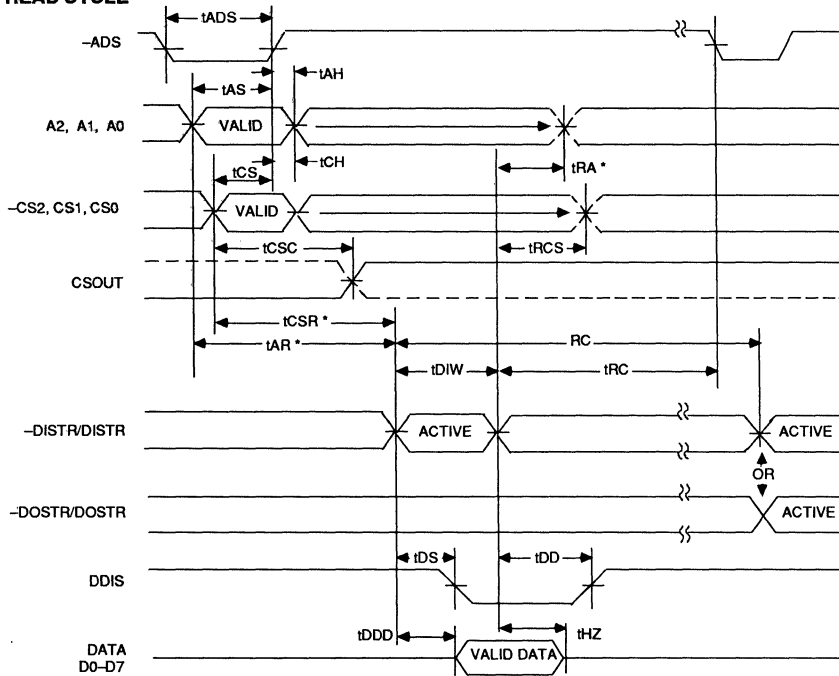 READ CYCLE
tADS
–ADS
tAH
tAS
A2, A1, A0
VALID
tCH
tRA *
tCS
–CS2, CS1, CS0
VALID
tCSC
tRCS
CSOUT
tCSR *
tAR *
RC
tDIW
tRC
–DISTR/DISTR
ACTIVE
ACTIVE
OR
–DOSTR/DOSTR
ACTIVE
tDS
tDD
DDIS
tDDD
tHZ
DATA
D0–D7
VALID DATA